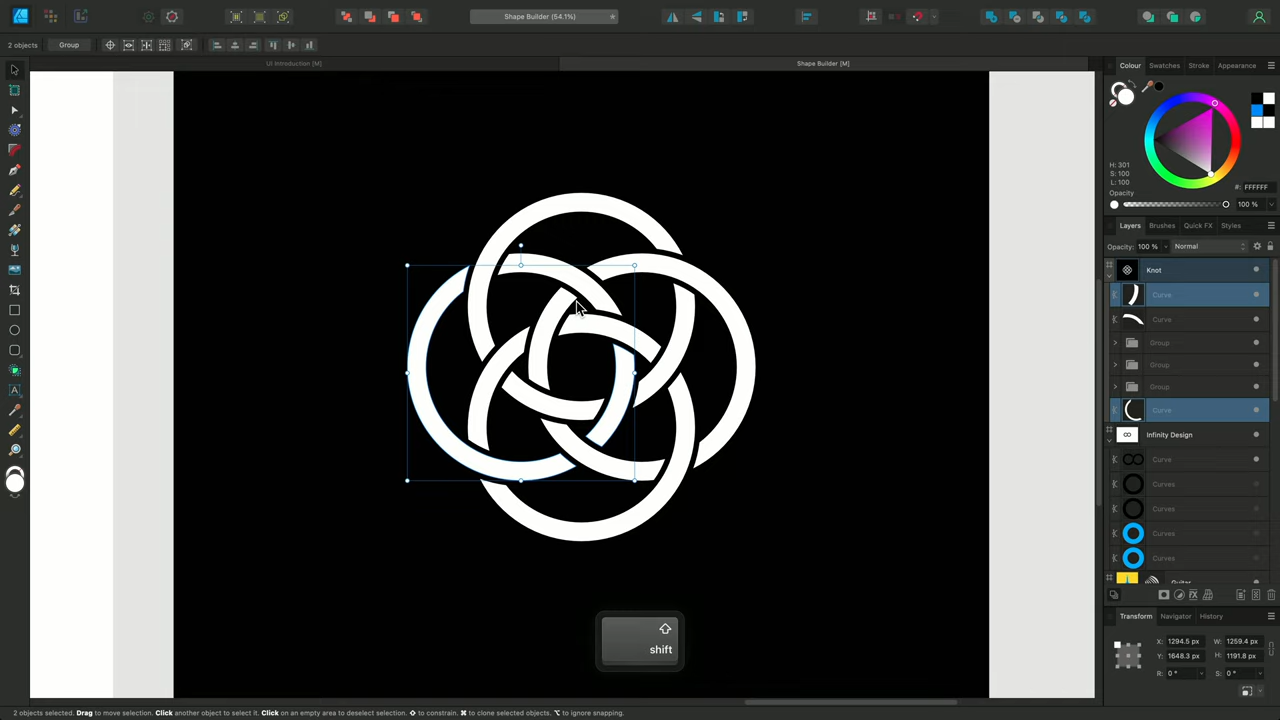 Shape Builder (54.1%)
2 objects
Group
UI Introduction [M]
Shape Builder [M]
Colour
Swatches
Stroke
Appearance
H: 301
S: 100
L: 100
#: FFFFFF
Opacity
100 %
Layers
Brushes
Quick FX
Styles
Opacity: 100 %
Normal
Knot
Curve
Curve
Group
Group
Group
Curve
Infinity Design
Curve
Curves
Curves
Curves
Curves
Guitar
Transform
Navigator
History
X: 1294.5 px
W: 1259.4 px
Y: 1648.3 px
H: 1191.8 px
R: 0 °
S: 0 °
shift
2 objects selected. Drag to move selection. Click another object to select it. Click on an empty area to deselect selection. ⇧ to constrain. ⌘ to clone selected objects. ⌥ to ignore snapping.